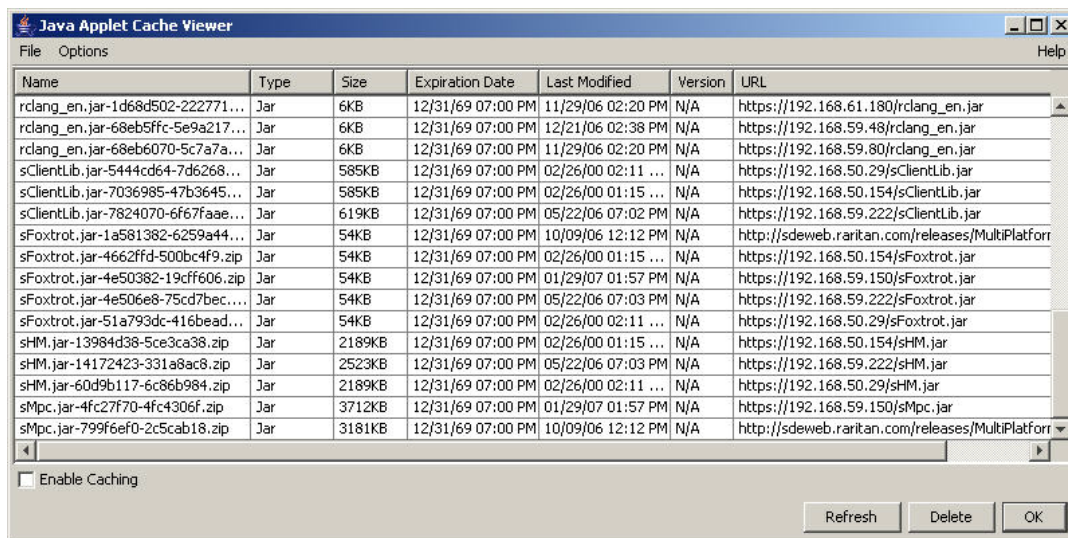 Java Applet Cache Viewer
File Options Help
Name Type Size Expiration Date Last Modified Version URL
rclang_en.jar-1d68d502-222771... Jar 6KB 12/31/69 07:00 PM 11/29/06 02:20 PM N/A https://192.168.61.180/rclang_en.jar
rclang_en.jar-68eb5ffc-5e9a217... Jar 6KB 12/31/69 07:00 PM 12/21/06 02:38 PM N/A https://192.168.59.48/rclang_en.jar
rclang_en.jar-68eb6070-5c7a7a... Jar 6KB 12/31/69 07:00 PM 11/29/06 02:20 PM N/A https://192.168.59.80/rclang_en.jar
sClientLib.jar-5444cd64-7d6268... Jar 585KB 12/31/69 07:00 PM 02/26/00 02:11 ... N/A https://192.168.50.29/sClientLib.jar
sClientLib.jar-7036985-47b3645... Jar 585KB 12/31/69 07:00 PM 02/26/00 01:15 ... N/A https://192.168.50.154/sClientLib.jar
sClientLib.jar-7824070-6f67faae... Jar 619KB 12/31/69 07:00 PM 05/22/06 07:02 PM N/A https://192.168.59.222/sClientLib.jar
sFoxtrot.jar-1a581382-6259a44... Jar 54KB 12/31/69 07:00 PM 10/09/06 12:12 PM N/A http://sdeweb.raritan.com/releases/MultiPlatforr
sFoxtrot.jar-4662ffd-500bc4f9.zip Jar 54KB 12/31/69 07:00 PM 02/26/00 01:15 ... N/A https://192.168.50.154/sFoxtrot.jar
sFoxtrot.jar-4e50382-19cff606.zip Jar 54KB 12/31/69 07:00 PM 01/29/07 01:57 PM N/A https://192.168.59.150/sFoxtrot.jar
sFoxtrot.jar-4e506e8-75cd7bec.... Jar 54KB 12/31/69 07:00 PM 05/22/06 07:03 PM N/A https://192.168.59.222/sFoxtrot.jar
sFoxtrot.jar-51a793dc-416bead... Jar 54KB 12/31/69 07:00 PM 02/26/00 02:11 ... N/A https://192.168.50.29/sFoxtrot.jar
sHM.jar-13984d38-5ce3ca38.zip Jar 2189KB 12/31/69 07:00 PM 02/26/00 01:15 ... N/A https://192.168.50.154/sHM.jar
sHM.jar-14172423-331a8ac8.zip Jar 2523KB 12/31/69 07:00 PM 05/22/06 07:03 PM N/A https://192.168.59.222/sHM.jar
sHM.jar-60d9b117-6c86b984.zip Jar 2189KB 12/31/69 07:00 PM 02/26/00 02:11 ... N/A https://192.168.50.29/sHM.jar
sMpc.jar-4fc27f70-4fc4306f.zip Jar 3712KB 12/31/69 07:00 PM 01/29/07 01:57 PM N/A https://192.168.59.150/sMpc.jar
sMpc.jar-799f6ef0-2c5cab18.zip Jar 3181KB 12/31/69 07:00 PM 10/09/06 12:12 PM N/A http://sdeweb.raritan.com/releases/MultiPlatforr
Enable Caching
Refresh Delete OK